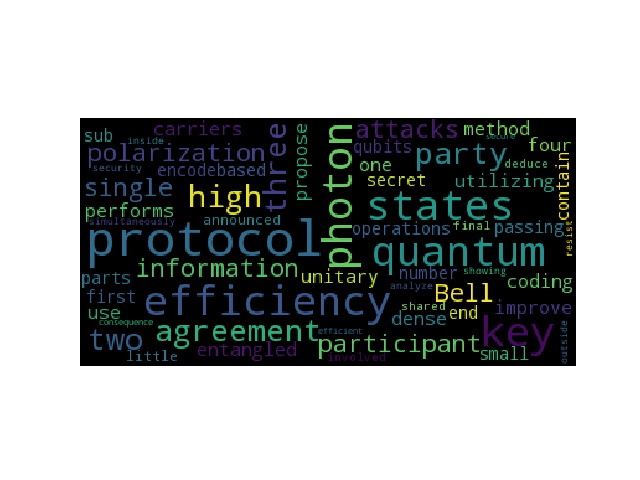 carriers
attacks
method
sub
inside
secure
four
polarization
three
propose
photon
qubits
party
security
encodebased
one
deduce
contain
single
high
secret
utilizing
performs
announced
states
simultaneously
protocol
operations
final
passing
resist
information
quantum
parts
unitary
number
showing
coding
first
efficiency
analyze
Bell
use
shared
end
improve
consequence
agreement
efficient
dense
key
two
entangled
participant
outside
little
involved
small